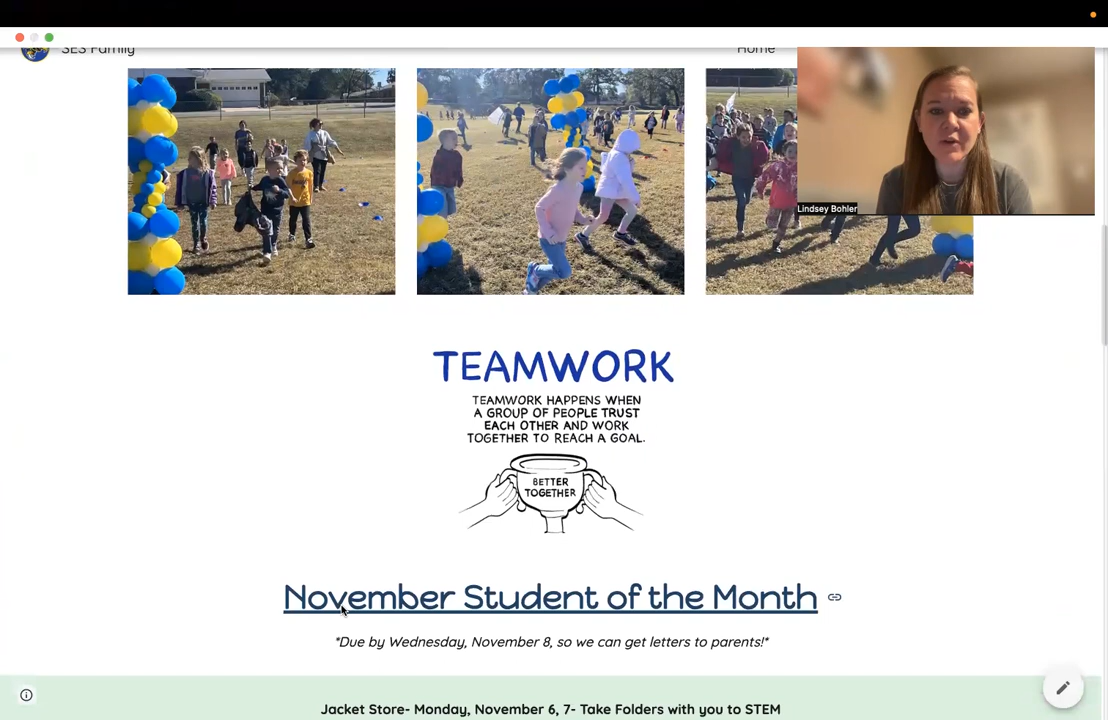 SES Family
Home
Lindsey Bohler
TEAMWORK
TEAMWORK HAPPENS WHEN
A GROUP OF PEOPLE TRUST
EACH OTHER AND WORK
TOGETHER TO REACH A GOAL.
BETTER
TOGETHER
November Student of the Month
*Due by Wednesday, November 8, so we can get letters to parents!*
Jacket Store- Monday, November 6, 7- Take Folders with you to STEM